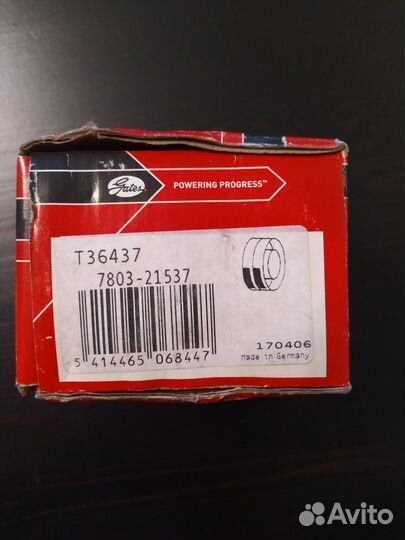 Gates
POWERING PROGRESS™
T36437
7803-21537
5 414465 068447
170406
Made in Germany
Avito